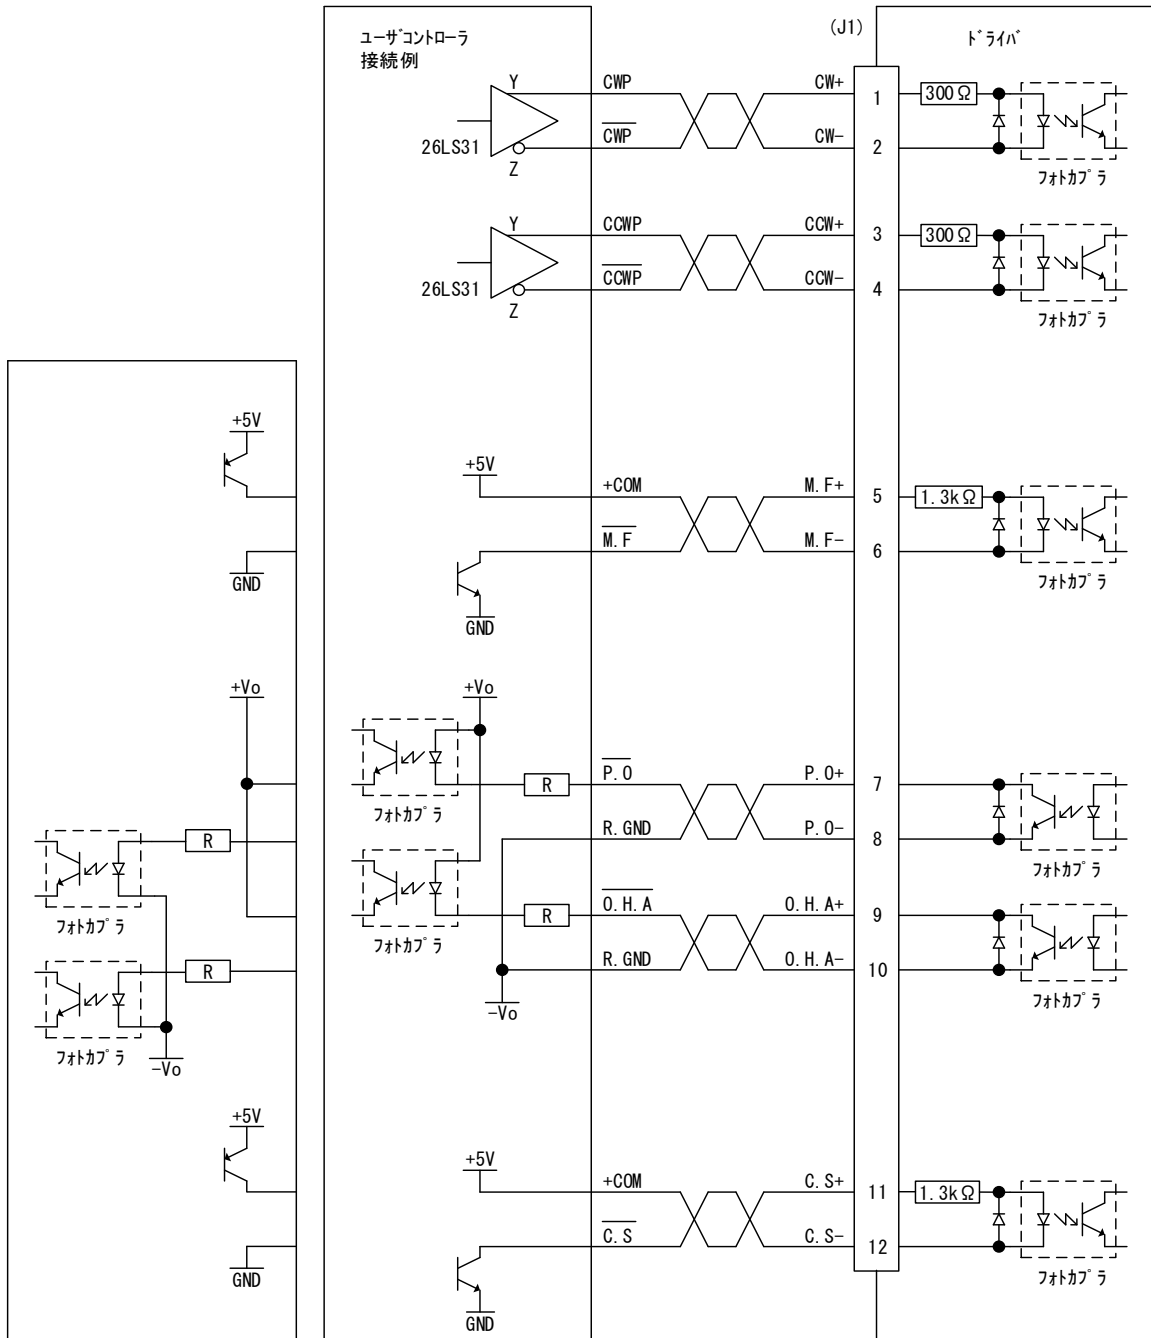 ユーザコントローラ
接続例
(J1)
ドライバ
Y
CWP
CW+
1
300Ω
26LS31
CWP
CW-
2
Z
フォトカプラ
Y
CCWP
CCW+
3
300Ω
26LS31
CCWP
CCW-
4
Z
フォトカプラ
+5V
GND
+5V
+COM
M.F+
5
1.3kΩ
M.F
M.F-
6
GND
フォトカプラ
+Vo
R
フォトカプラ
R
フォトカプラ
-Vo
+Vo
フォトカプラ
R
P.O
P.O+
7
R.GND
P.O-
8
フォトカプラ
フォトカプラ
R
O.H.A
O.H.A+
9
R.GND
O.H.A-
10
-Vo
フォトカプラ
+5V
GND
+5V
+COM
C.S+
11
1.3kΩ
C.S
C.S-
12
GND
フォトカプラ